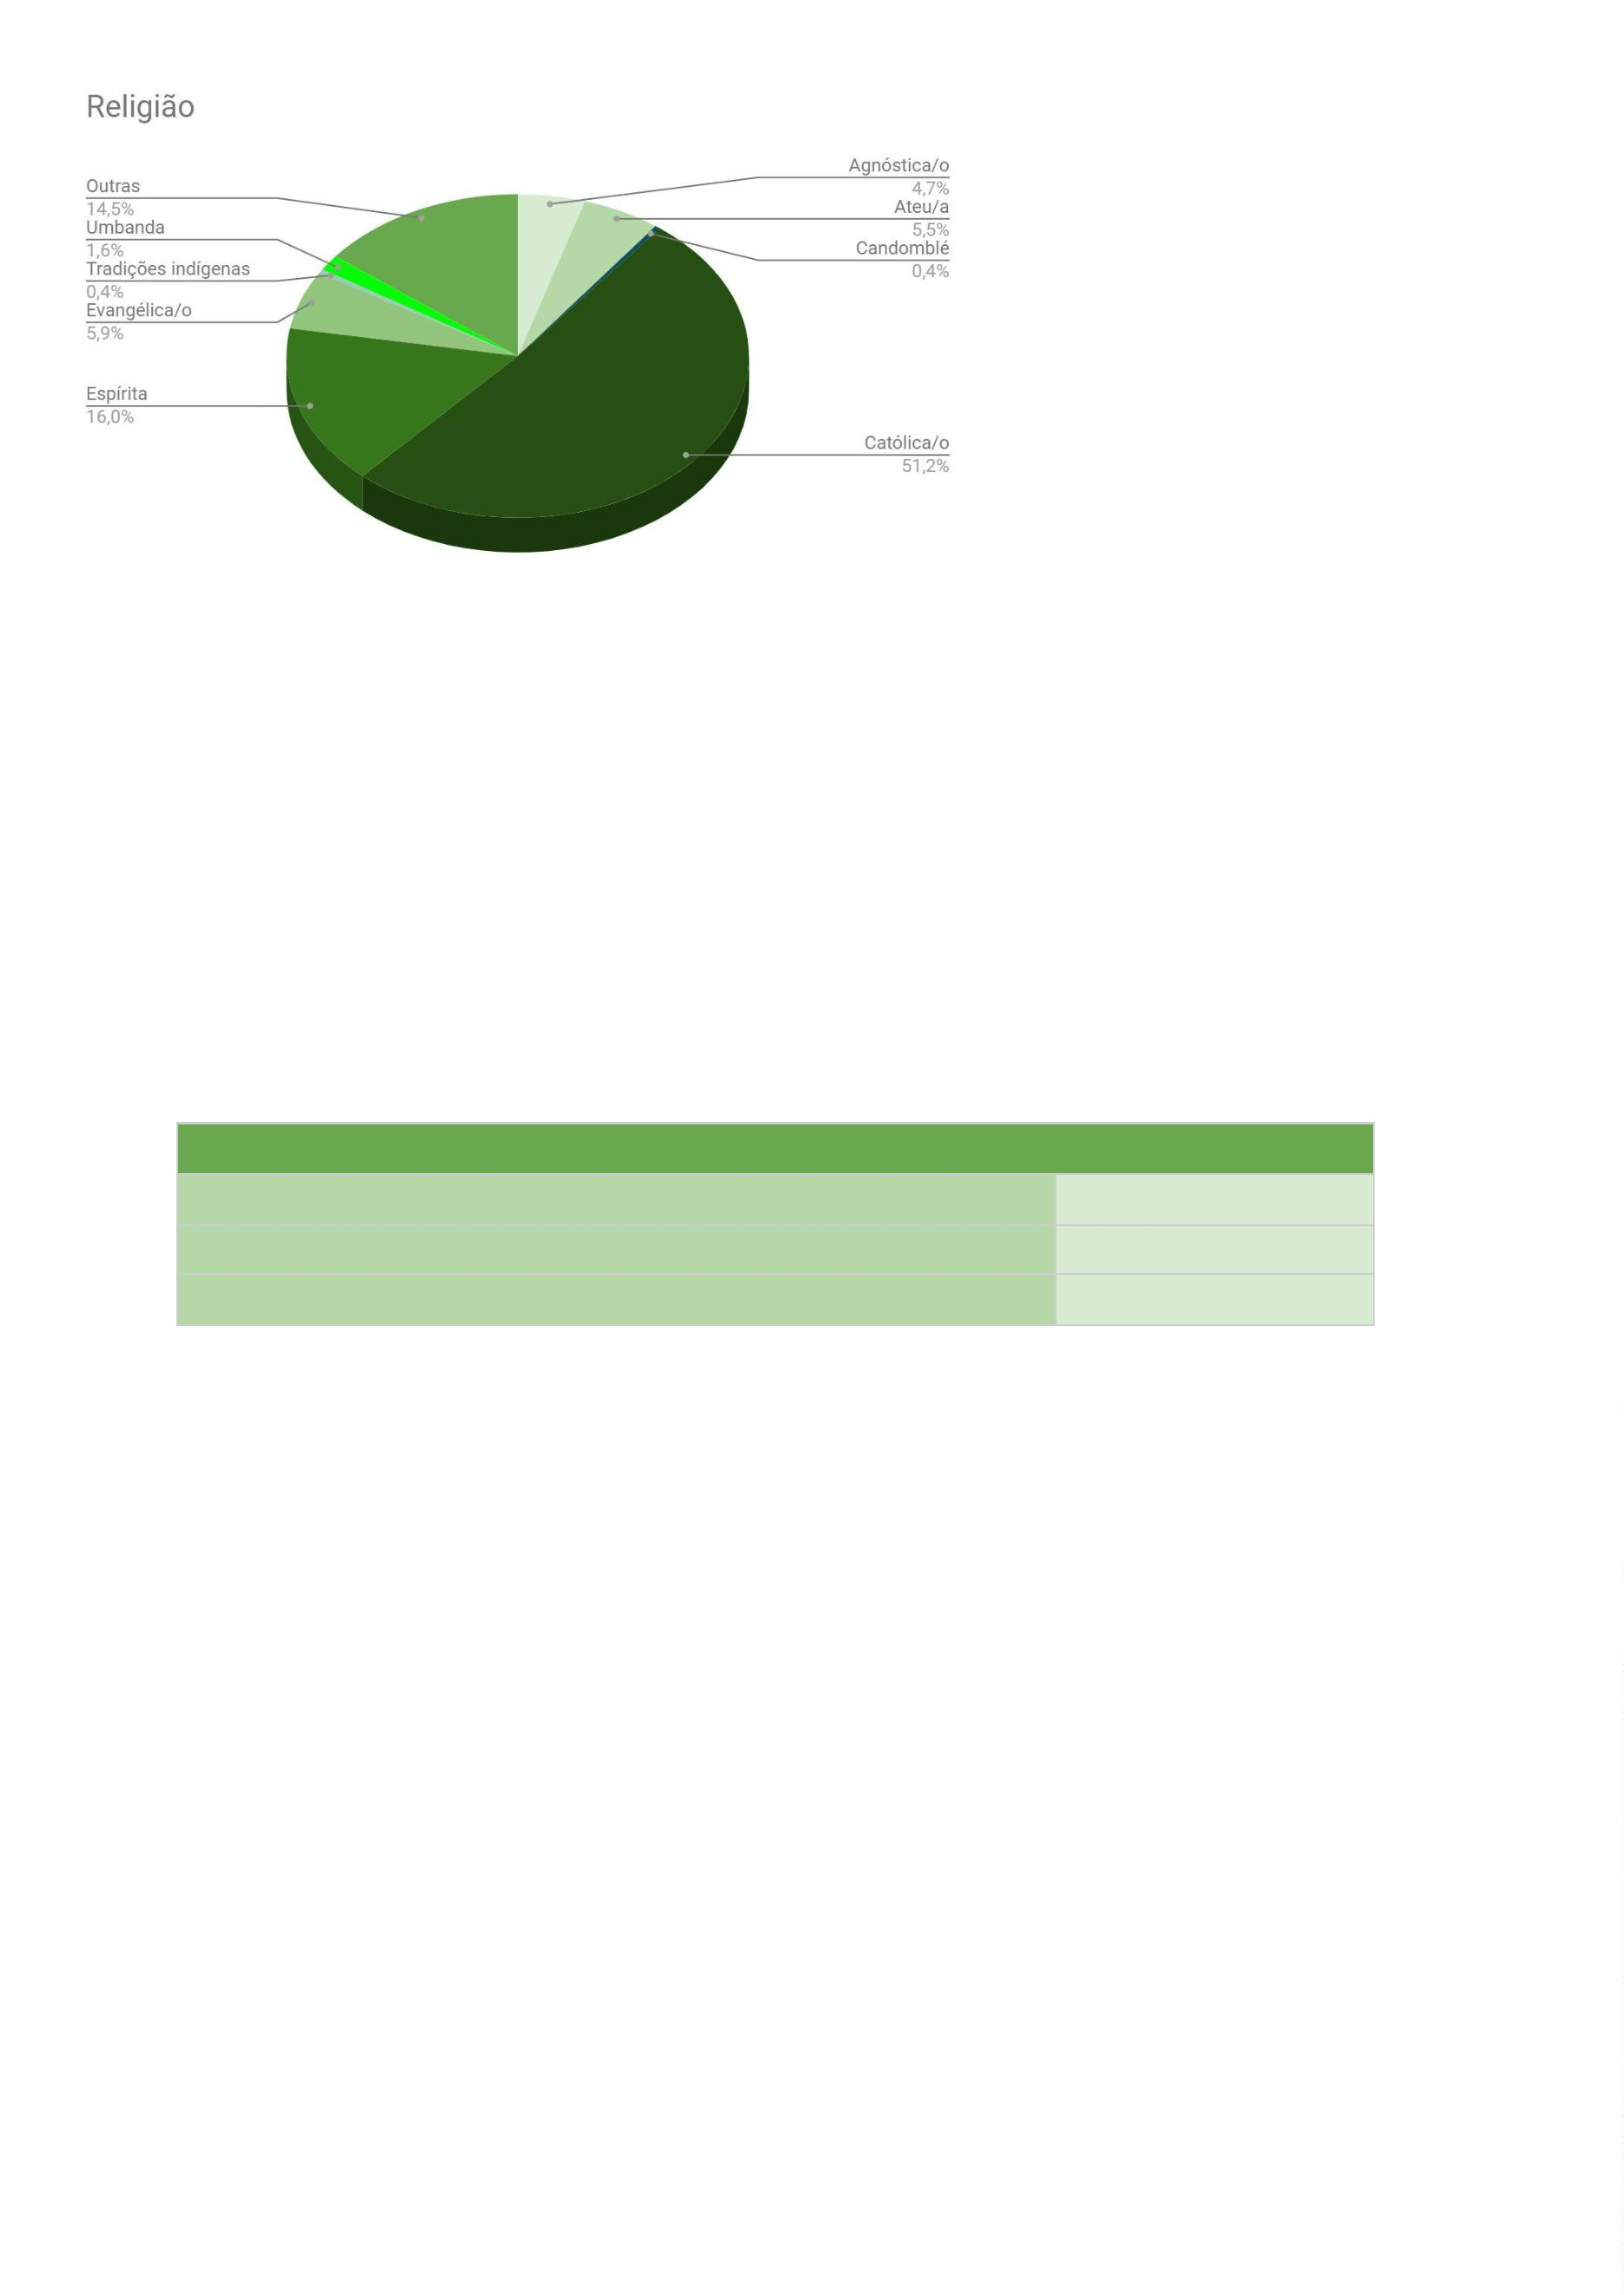 Religião
Outras
14,5%
Umbanda
1,6%
Tradições indígenas
0,4%
Evangélica/o
5,9%
Espírita
16,0%
Agnóstica/o
4,7%
Ateu/a
5,5%
Candomblé
0,4%
Católica/o
51,2%